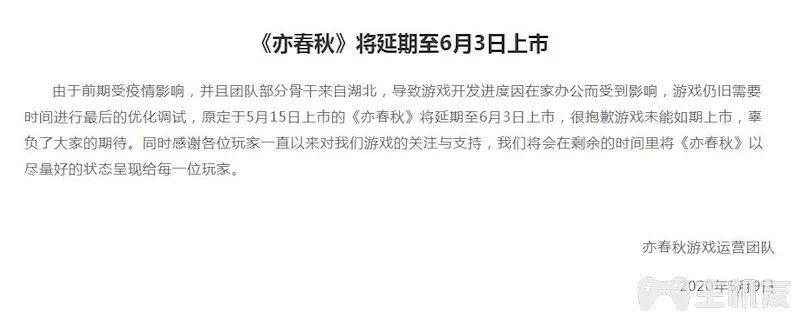 《亦春秋》将延期至6月3日上市
由于前期受疫情影响，并且团队部分骨干来自湖北，导致游戏开发进度因在家办公而受到影响，游戏仍旧需要
时间进行最后的优化调试，原定于5月15日上市的《亦春秋》将延期至6月3日上市，很抱歉游戏未能如期上市，辜
负了大家的期待。同时感谢各位玩家一直以来对我们游戏的关注与支持，我们将会在剩余的时间里将《亦春秋》以
尽量好的状态呈现给每一位玩家。
亦春秋游戏运营团队
2020年5月9日
主机友